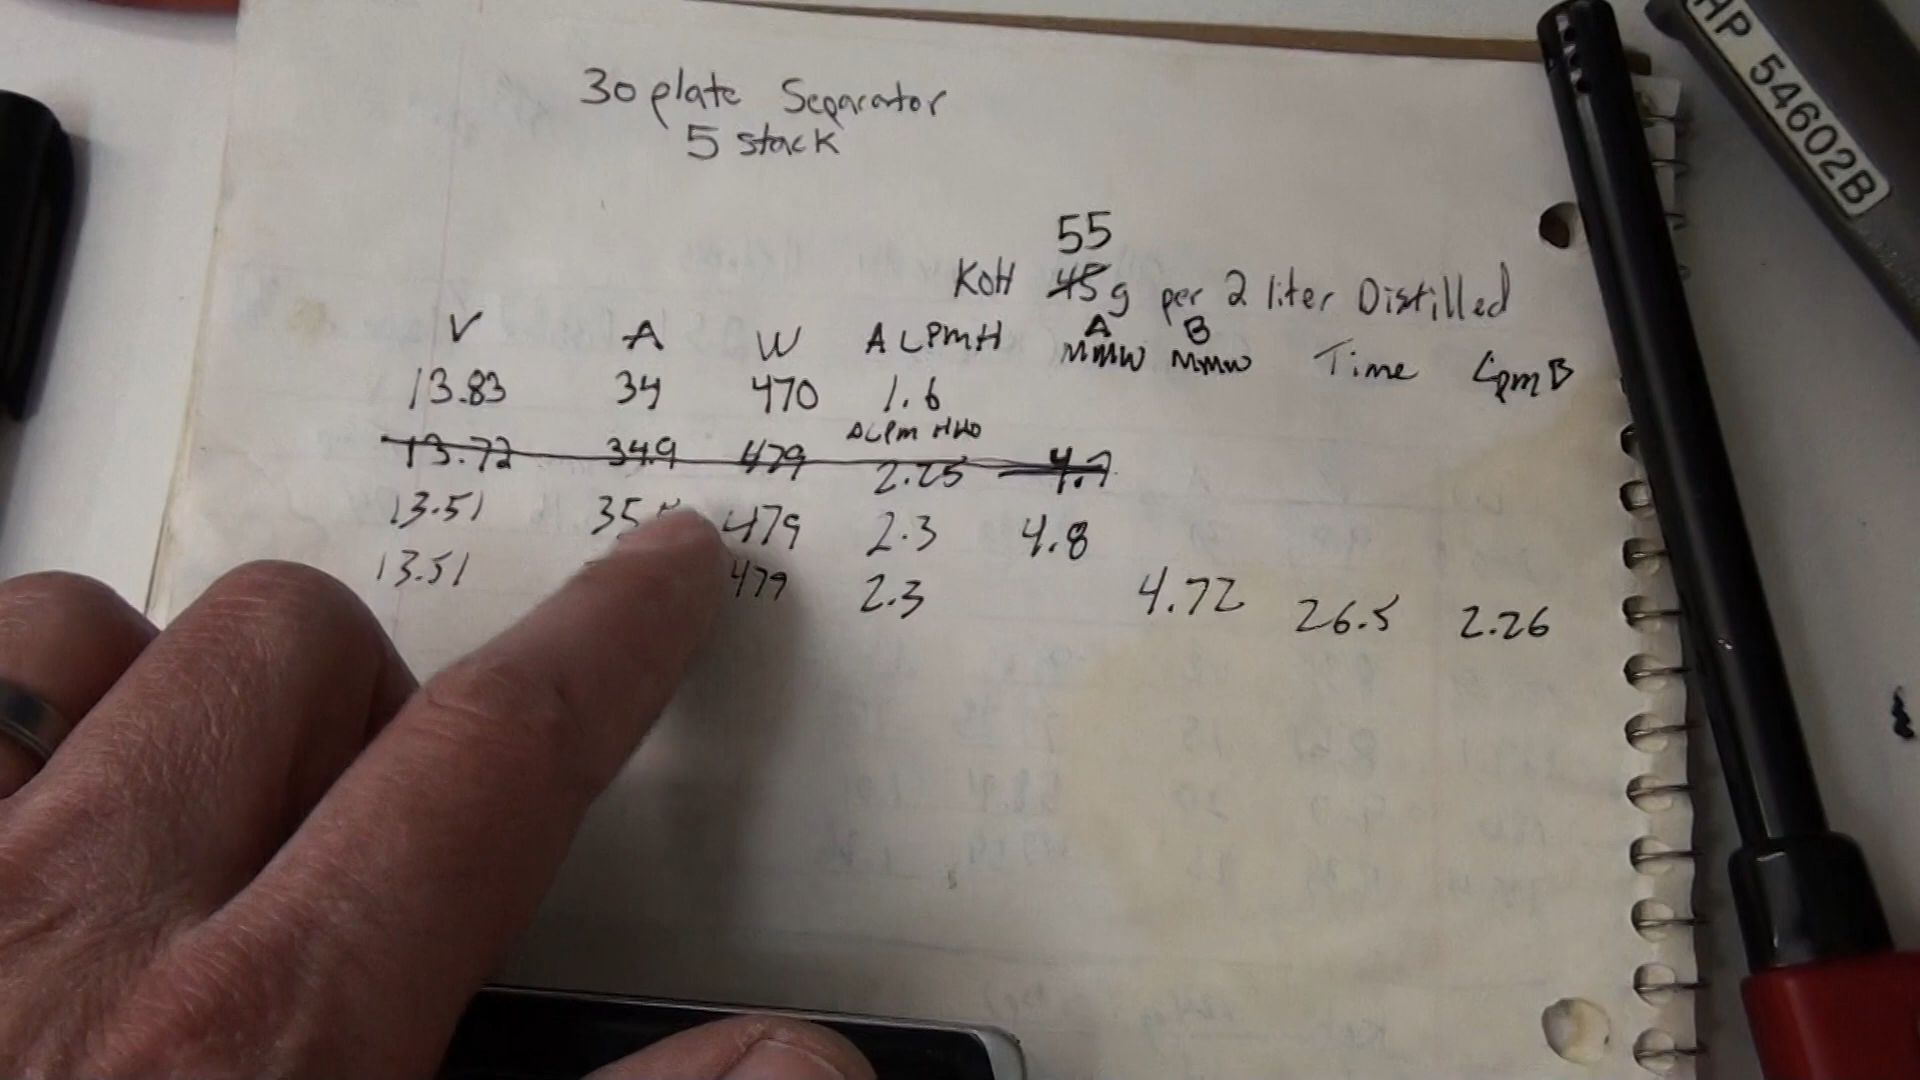 30 plate Separator
5 stack
55
KOH 45g per 2 liter Distilled
V A W A LPMH A MMW B MMW Time LpmB
13.83 34 470 1.6
ALPM HHO
13.72 34.9 479 2.25 4.7
13.51 479 2.3 4.8
13.51 479 2.3 4.72 26.5 2.26
HP 54602B